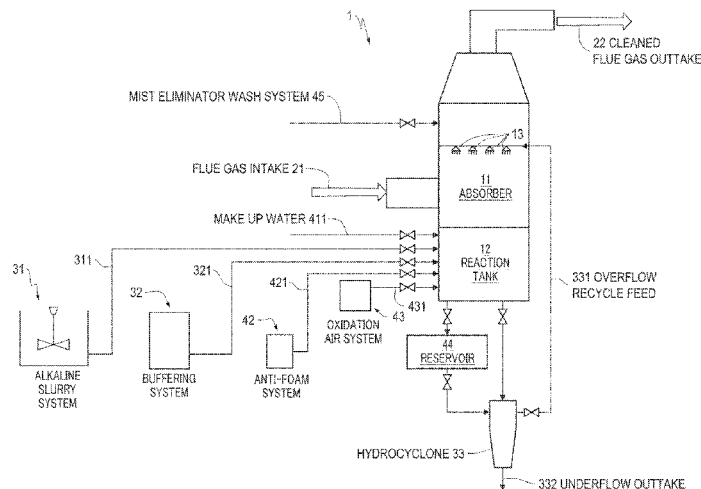 1
22 CLEANED
FLUE GAS OUTTAKE
MIST ELIMINATOR WASH SYSTEM 45
13
FLUE GAS INTAKE 21
11
ABSORBER
MAKE UP WATER 411
12
REACTION
TANK
331 OVERFLOW
RECYCLE FEED
31
311
321
32
421
42
431
43
OXIDATION
AIR SYSTEM
44
RESERVOIR
ALKALINE
SLURRY
SYSTEM
BUFFERING
SYSTEM
ANTI-FOAM
SYSTEM
HYDROCYCLONE 33
332 UNDERFLOW OUTTAKE